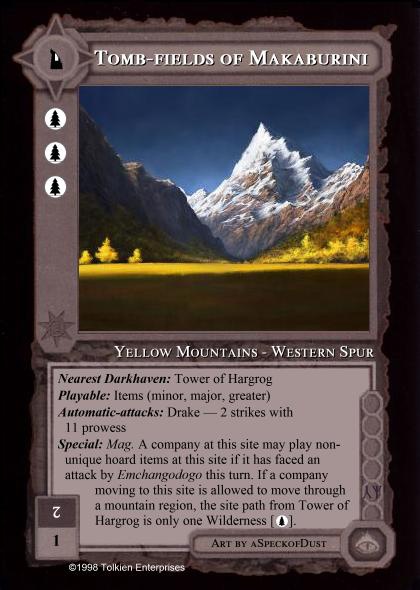 Tomb-fields of Makaburini
Yellow Mountains - Western Spur
Nearest Darkhaven: Tower of Hargrog
Playable: Items (minor, major, greater)
Automatic-attacks: Drake — 2 strikes with
11 prowess
Special: Mag. A company at this site may play non-
unique hoard items at this site if it has faced an
attack by Emchangodogo this turn. If a company
moving to this site is allowed to move through
a mountain region, the site path from Tower of
Hargrog is only one Wilderness [ ].
2
1
Art by aSpeckofDust
©1998 Tolkien Enterprises